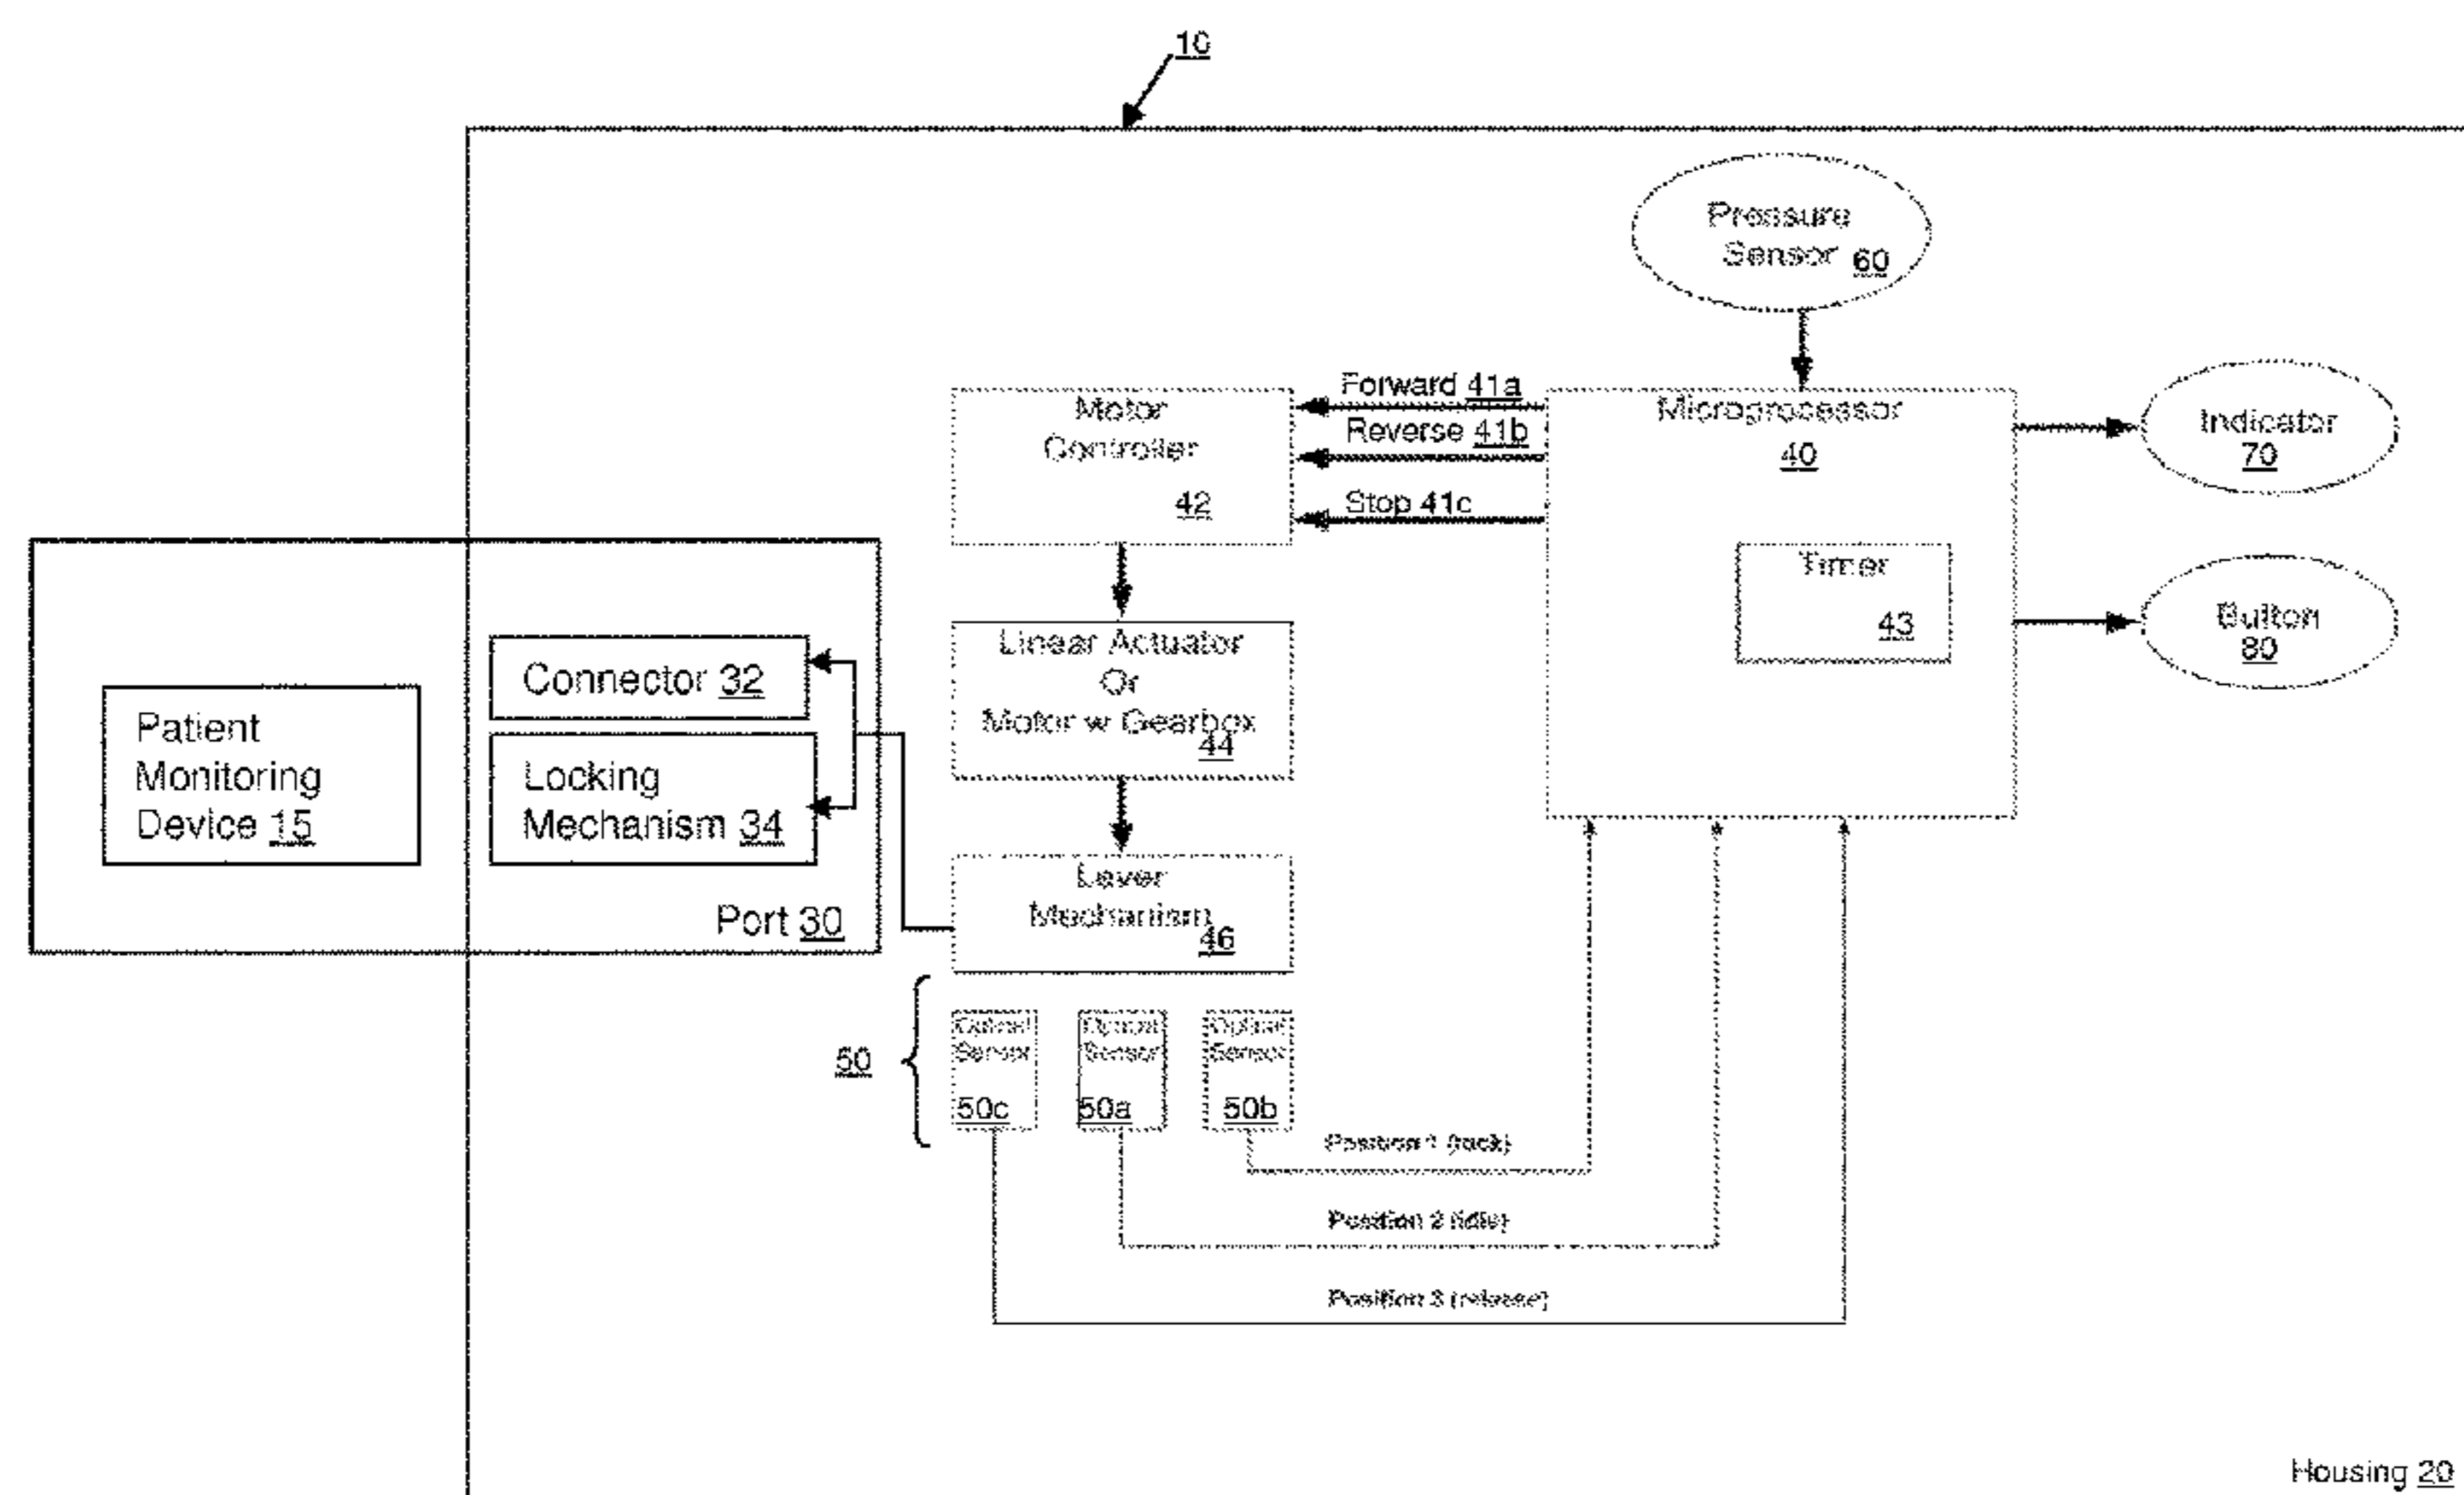 10
Pressure
Sensor 60
Forward 41a
Reverse 41b
Stop 41c
Motor
Controller
42
Microprocessor
40
Timer
43
Indicator
70
Button
80
Linear Actuator
Or
Motor w Gearbox
44
Connector 32
Locking
Mechanism 34
Patient
Monitoring
Device 15
Port 30
Lever
Mechanism
46
50
Optical
Sensor
50c
Optical
Sensor
50a
Optical
Sensor
50b
Position 1 (lock)
Position 2 (idle)
Position 3 (release)
Housing 20